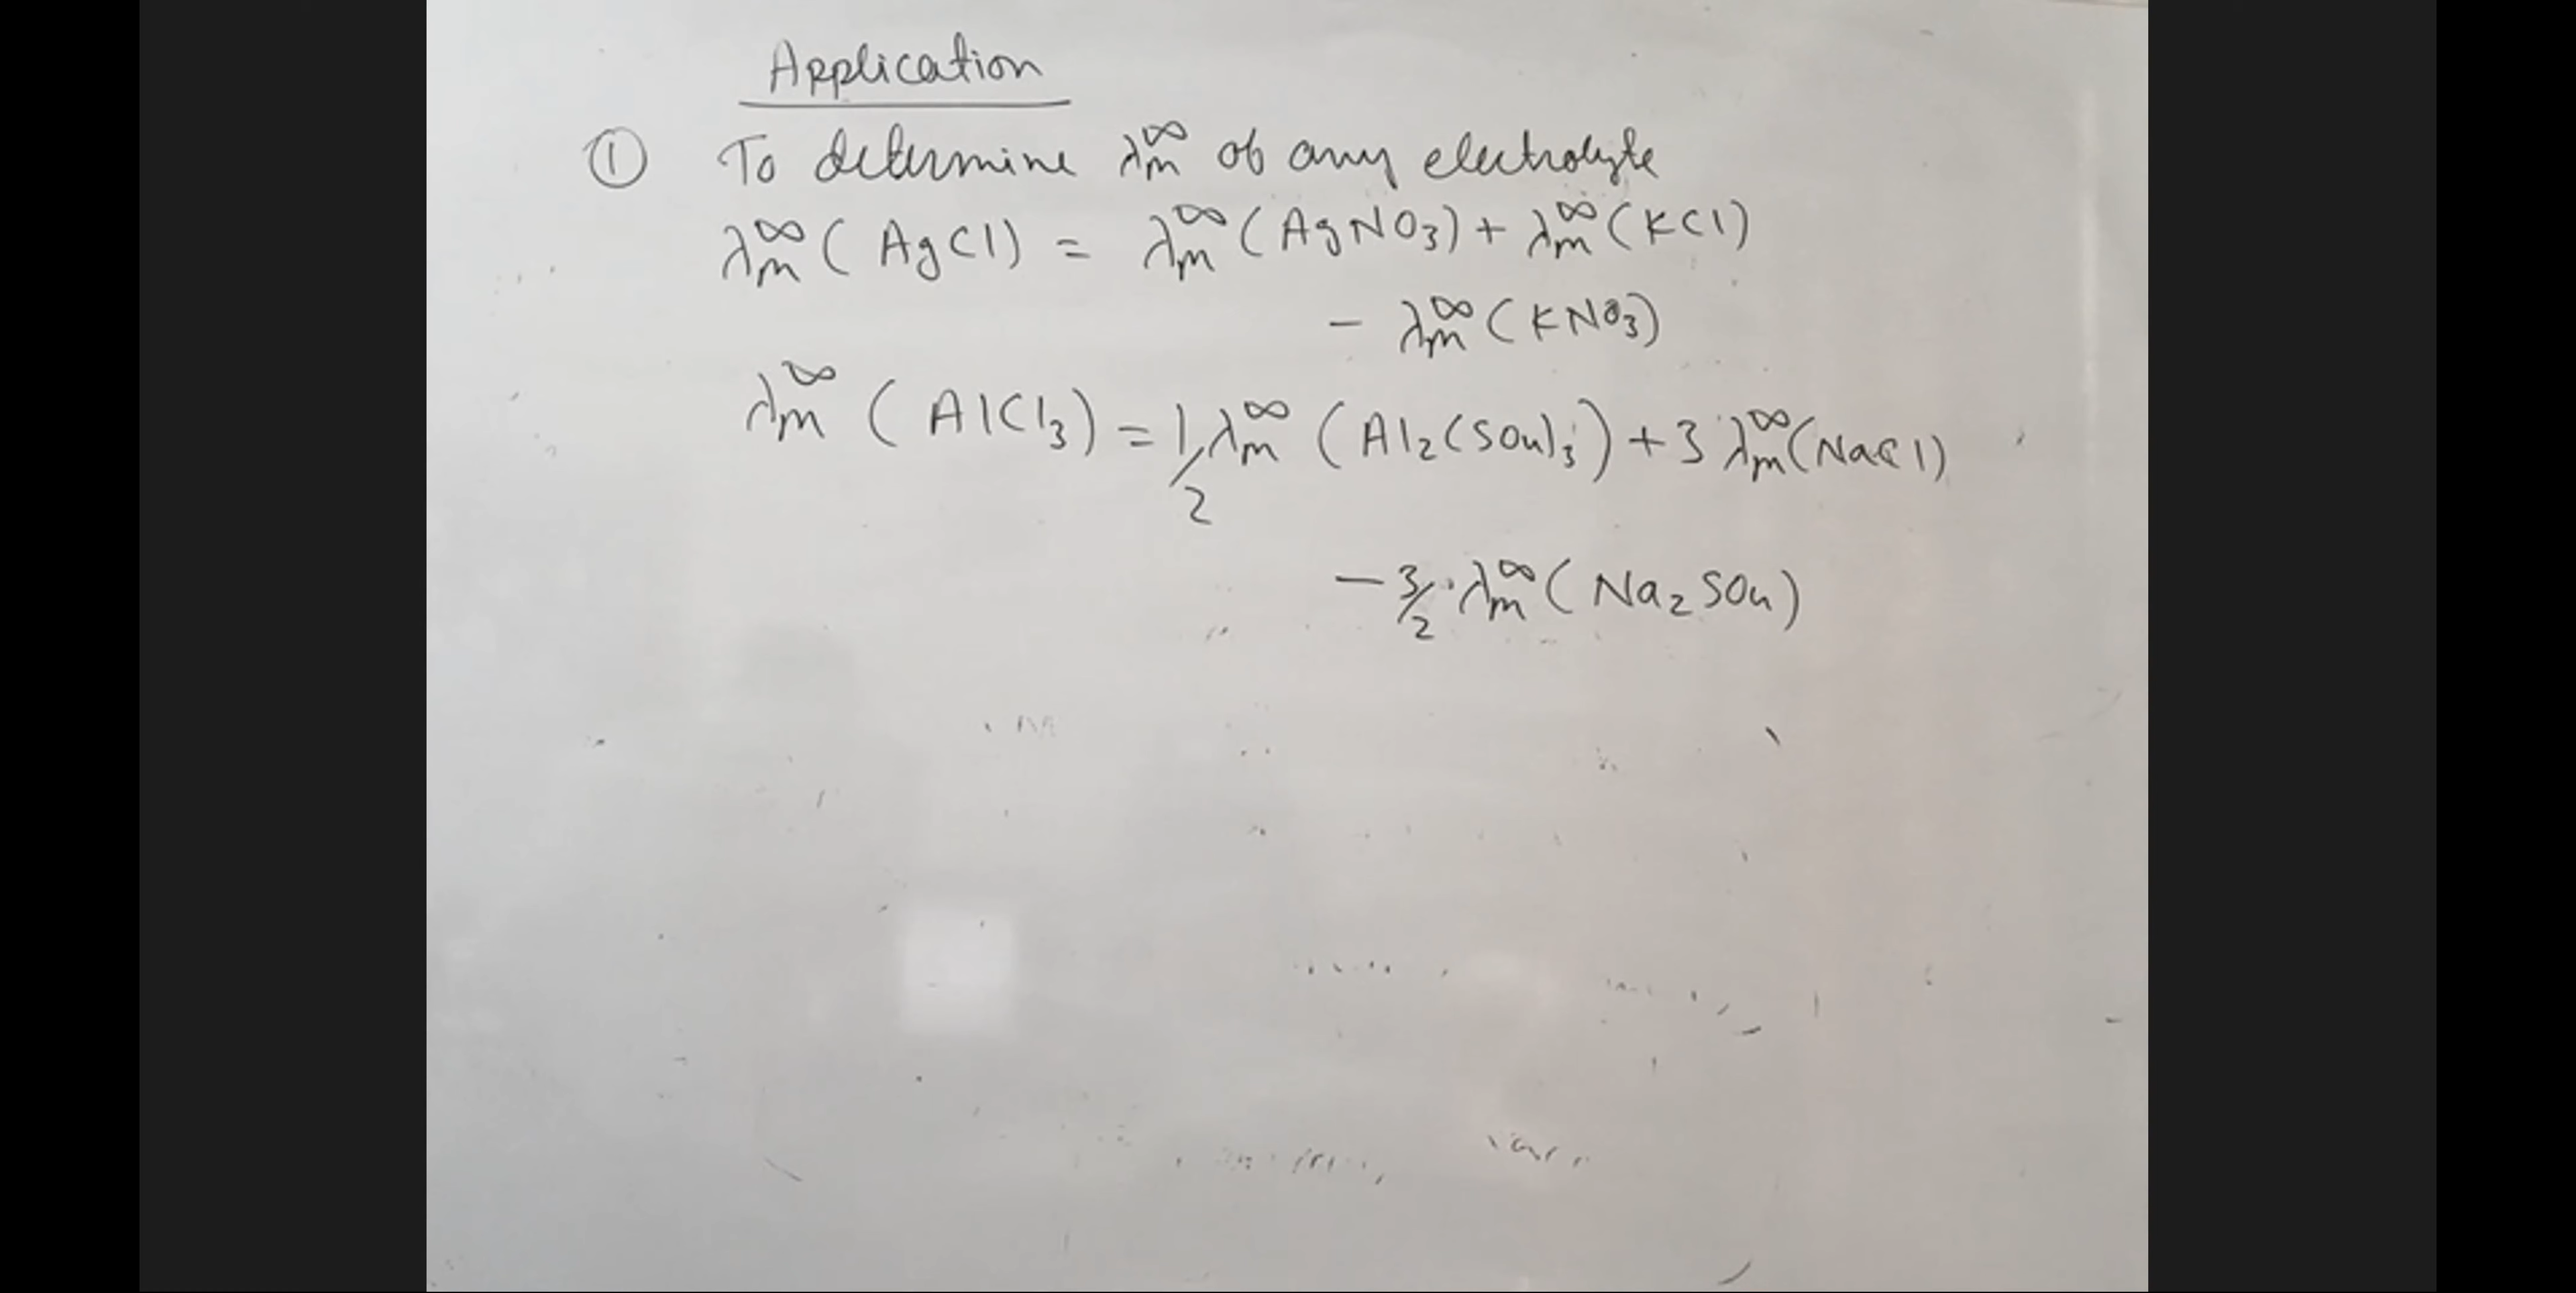 Application
① To determine λm∞ of any electrolyte
λm∞ (AgCl) = λm∞ (AgNO3) + λm∞ (KCl)
- λm∞ (KNO3)
λm∞ (AlCl3) = 1/2 λm∞ (Al2(SO4)3) + 3 λm∞ (NaCl)
- 3/2 · λm∞ (Na2SO4)